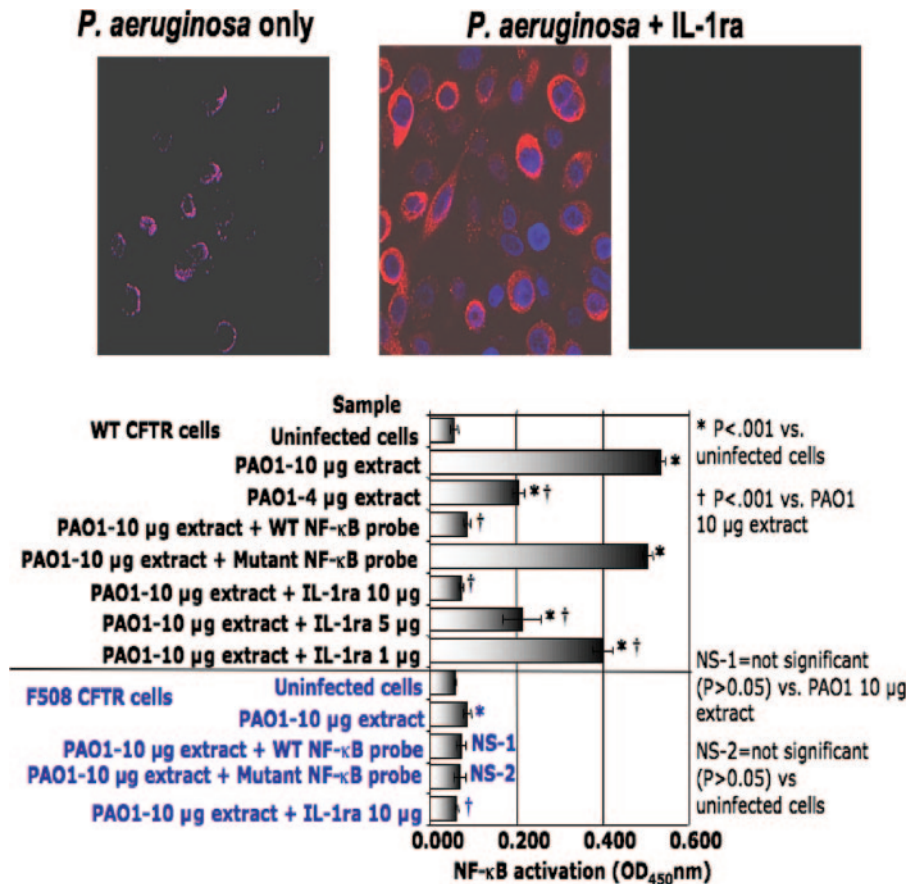 P. aeruginosa only
P. aeruginosa + IL-1ra
Sample
WT CFTR cells
Uninfected cells
PAO1-10 μg extract
*
PAO1-4 μg extract
* †
PAO1-10 μg extract + WT NF-κB probe
†
PAO1-10 μg extract + Mutant NF-κB probe
*
PAO1-10 μg extract + IL-1ra 10 μg
†
PAO1-10 μg extract + IL-1ra 5 μg
* †
PAO1-10 μg extract + IL-1ra 1 μg
* †
F508 CFTR cells
Uninfected cells
PAO1-10 μg extract
*
PAO1-10 μg extract + WT NF-κB probe
NS-1
PAO1-10 μg extract + Mutant NF-κB probe
NS-2
PAO1-10 μg extract + IL-1ra 10 μg
†
0.000 0.200 0.400 0.600
NF-κB activation (OD450nm)
* P<.001 vs.
uninfected cells
† P<.001 vs. PAO1
10 μg extract
NS-1=not significant
(P>0.05) vs. PAO1 10 μg
extract
NS-2=not significant
(P>0.05) vs
uninfected cells